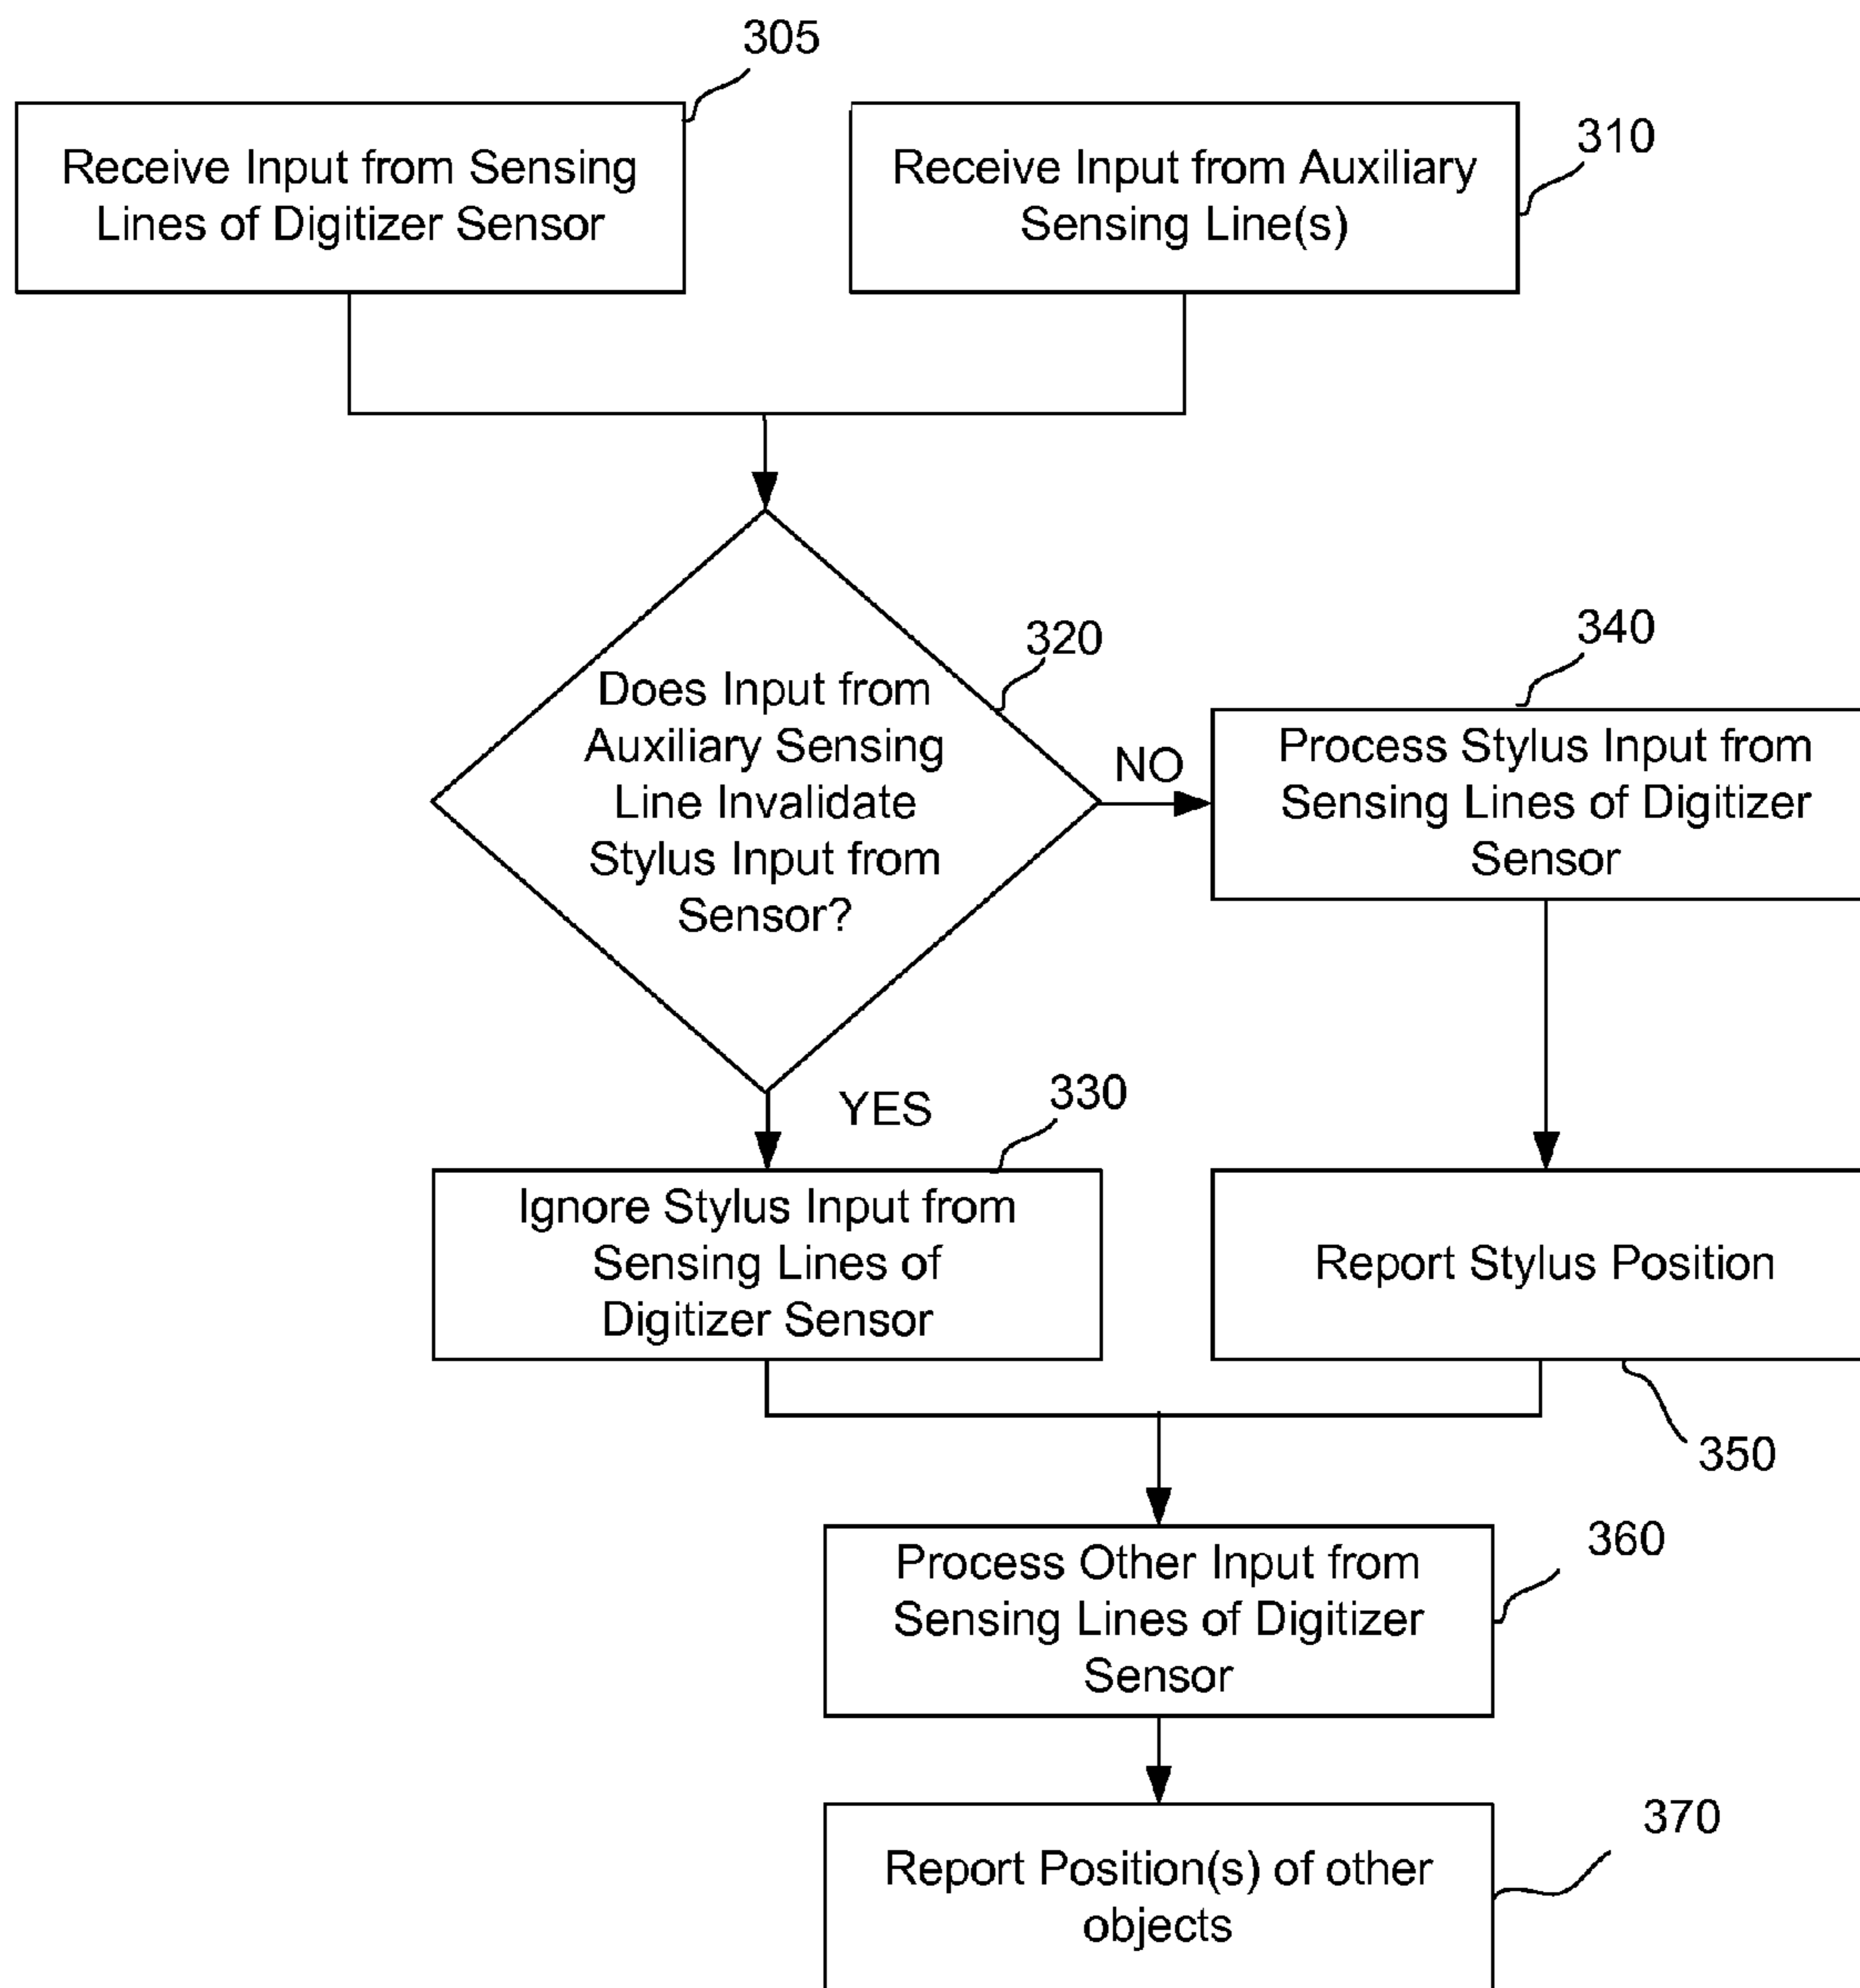 305
Receive Input from Sensing
Lines of Digitizer Sensor
310
Receive Input from Auxiliary
Sensing Line(s)
320
Does Input from
Auxiliary Sensing
Line Invalidate
Stylus Input from
Sensor?
NO
340
Process Stylus Input from
Sensing Lines of Digitizer
Sensor
YES
330
Ignore Stylus Input from
Sensing Lines of
Digitizer Sensor
Report Stylus Position
350
360
Process Other Input from
Sensing Lines of Digitizer
Sensor
370
Report Position(s) of other
objects